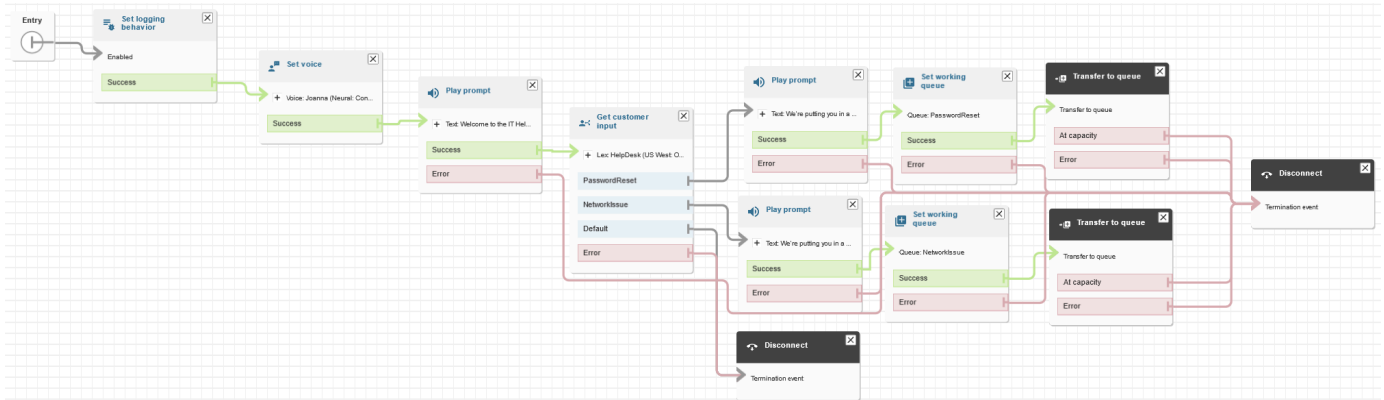 Entry
Set logging
behavior
Enabled
Success
Set voice
Voice: Joanna (Neural: Con...
Success
Play prompt
Text: Welcome to the IT Hel...
Success
Error
Get customer
input
Lex: HelpDesk (US West: O...
PasswordReset
NetworkIssue
Default
Error
Play prompt
Text: We're putting you in a ...
Success
Error
Set working
queue
Queue: PasswordReset
Success
Error
Transfer to queue
Transfer to queue
At capacity
Error
Play prompt
Text: We're putting you in a ...
Success
Error
Set working
queue
Queue: NetworkIssue
Success
Error
Transfer to queue
Transfer to queue
At capacity
Error
Disconnect
Termination event
Disconnect
Termination event